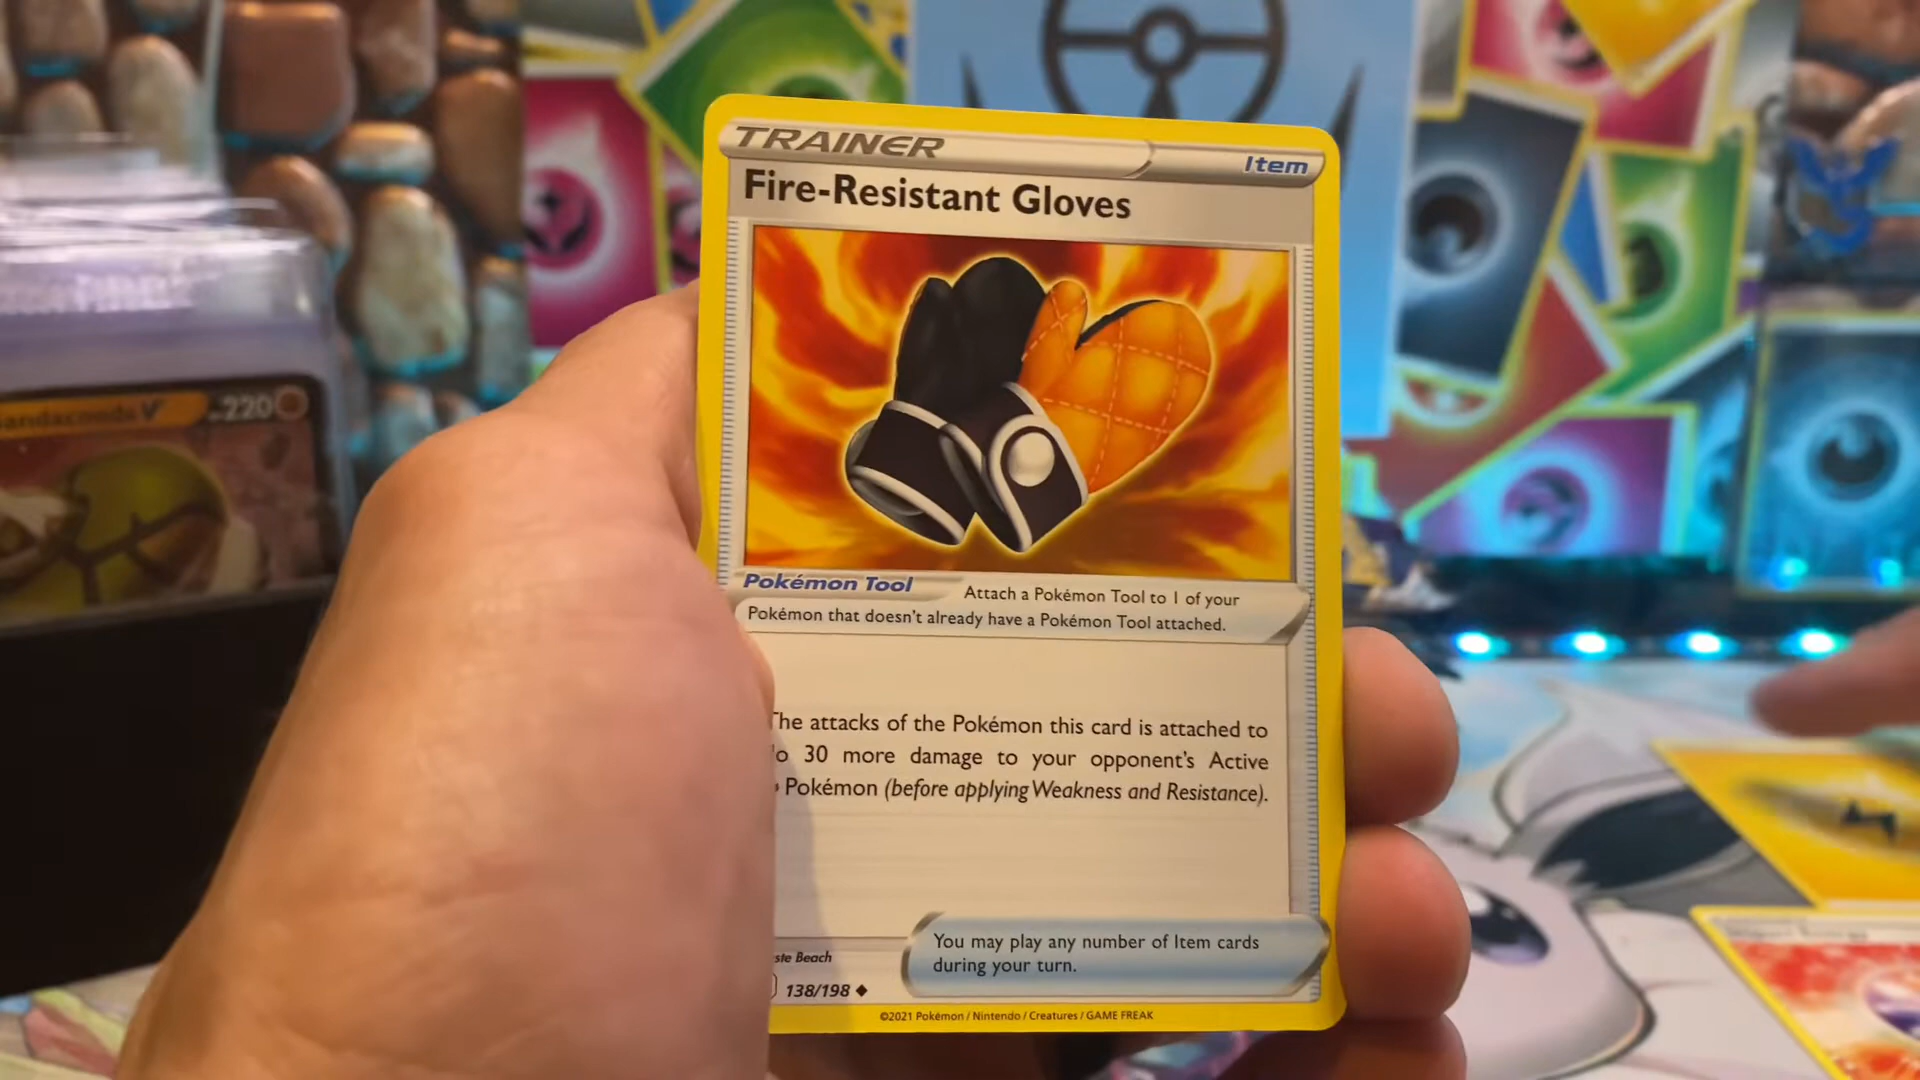 TRAINER
Item
Fire-Resistant Gloves
Pokémon Tool
Attach a Pokémon Tool to 1 of your
Pokémon that doesn't already have a Pokémon Tool attached.
The attacks of the Pokémon this card is attached to
30 more damage to your opponent's Active
Pokémon (before applying Weakness and Resistance).
You may play any number of Item cards
during your turn.
Beach
138/198
©2021 Pokémon / Nintendo / Creatures / GAME FREAK
220